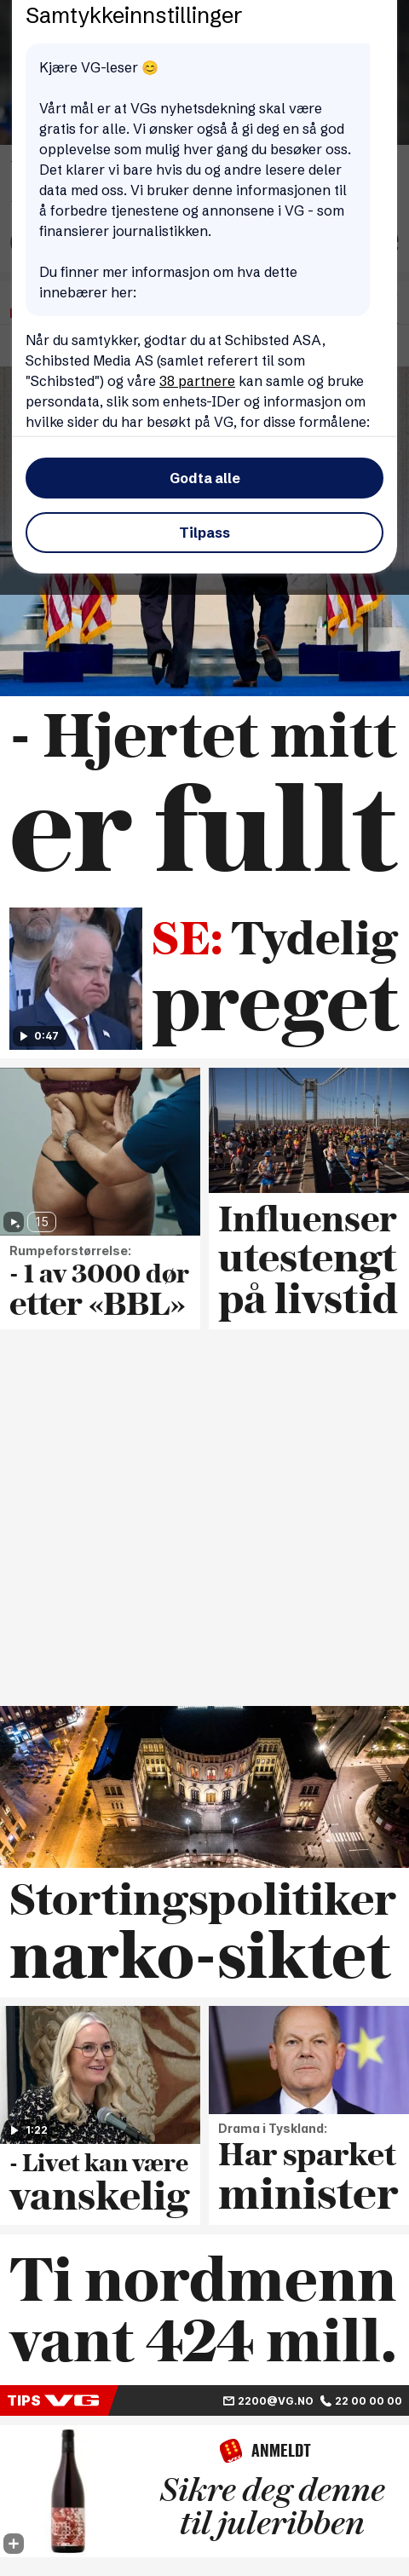 Samtykkeinnstillinger
Kjære VG-leser 😊
Vårt mål er at VGs nyhetsdekning skal være
gratis for alle. Vi ønsker også å gi deg en så god
opplevelse som mulig hver gang du besøker oss.
Det klarer vi bare hvis du og andre lesere deler
data med oss. Vi bruker denne informasjonen til
å forbedre tjenestene og annonsene i VG - som
finansierer journalistikken.
Du finner mer informasjon om hva dette
innebærer her:
Når du samtykker, godtar du at Schibsted ASA,
Schibsted Media AS (samlet referert til som
"Schibsted") og våre 38 partnere kan samle og bruke
persondata, slik som enhets-IDer og informasjon om
hvilke sider du har besøkt på VG, for disse formålene:
Godta alle
Tilpass
- Hjertet mitt
er fullt
0:47
SE: Tydelig
preget
15
Rumpeforstørrelse:
- 1 av 3000 dør
etter «BBL»
Influenser
utestengt
på livstid
Stortingspolitiker
narko-siktet
1:22
- Livet kan være
vanskelig
Drama i Tyskland:
Har sparket
minister
Ti nordmenn
vant 424 mill.
TIPS VG 2200@VG.NO 22 00 00 00
ANMELDT
Sikre deg denne
til juleribben